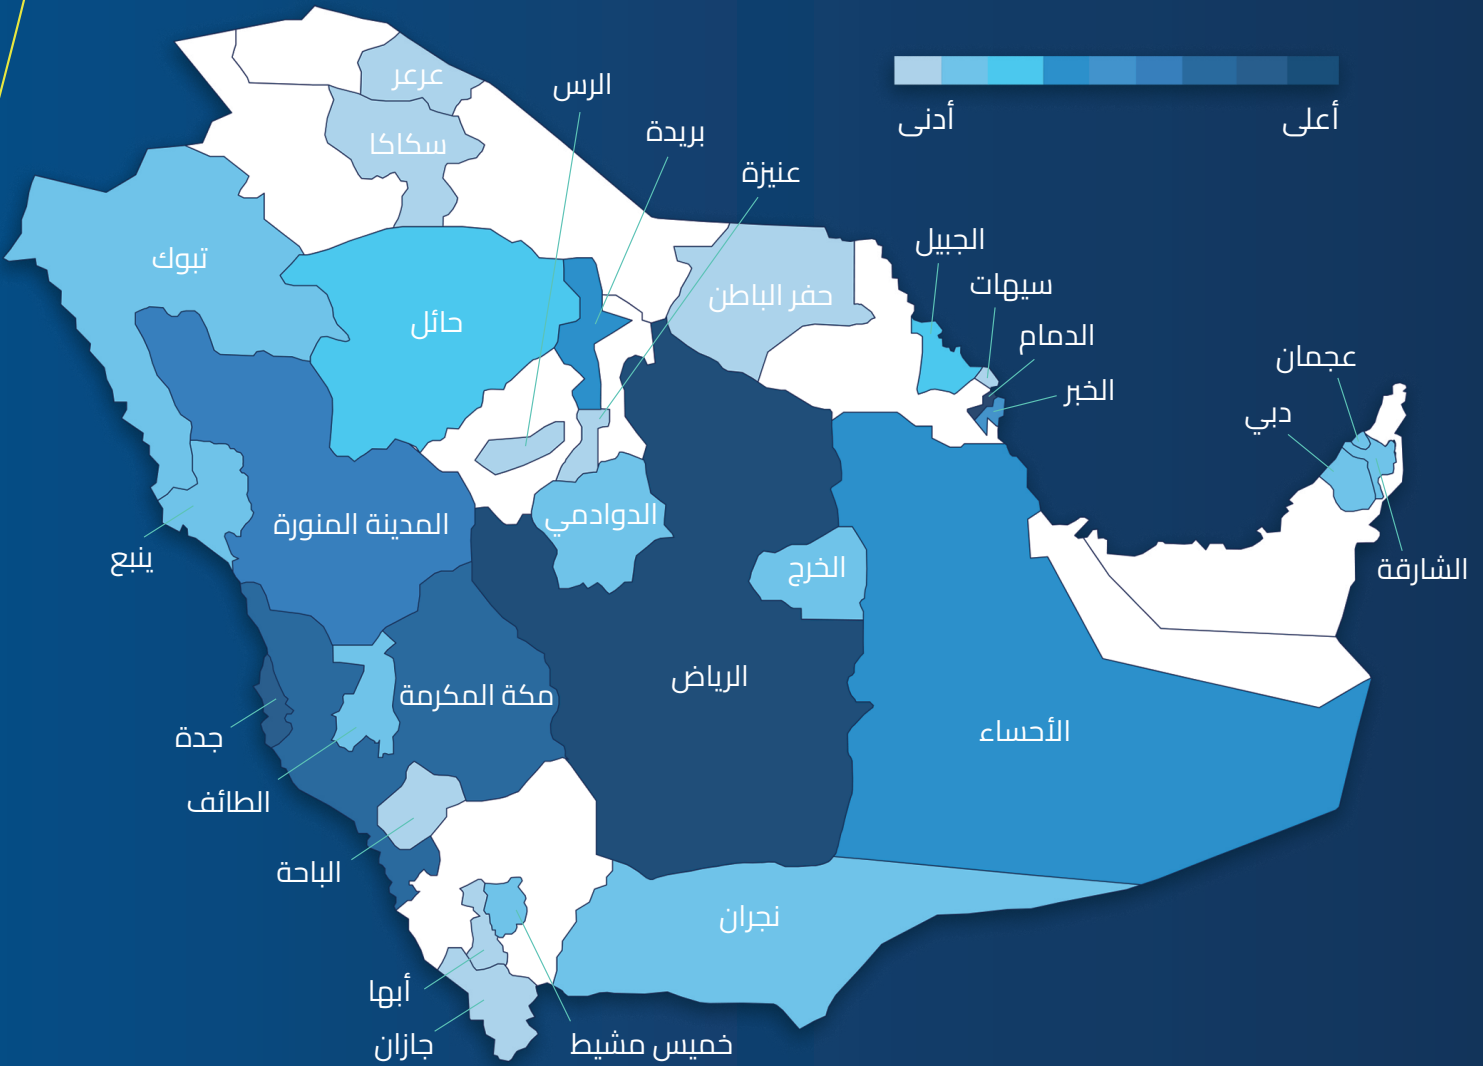 عرعر
الرس
أعلى
أدنى
بريدة
سكاكا
عنيزة
الجبيل
تبوك
سيهات
حفر الباطن
حائل
الدمام
عجمان
الخبر
دبي
الدوادمي
المدينة المنورة
ينبع
الخرج
الشارقة
الرياض
مكة المكرمة
الأحساء
جدة
الطائف
الباحة
نجران
أبها
جازان
خميس مشيط